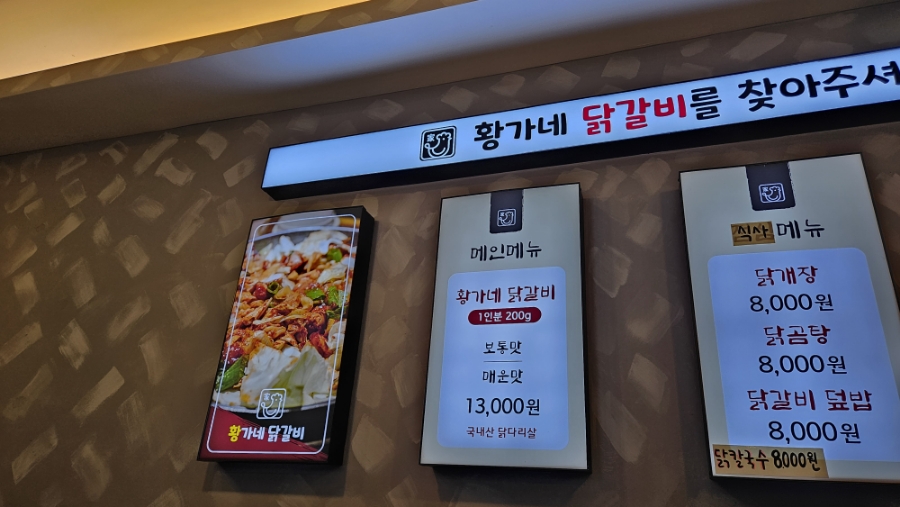 황가네 닭갈비를 찾아주셔
황가네 닭갈비
메인메뉴
황가네 닭갈비
1인분 200g
보통맛
매운맛
13,000원
국내산 닭다리살
식사 메뉴
닭개장
8,000원
닭곰탕
8,000원
닭갈비 덮밥
8,000원
닭칼국수 8000원